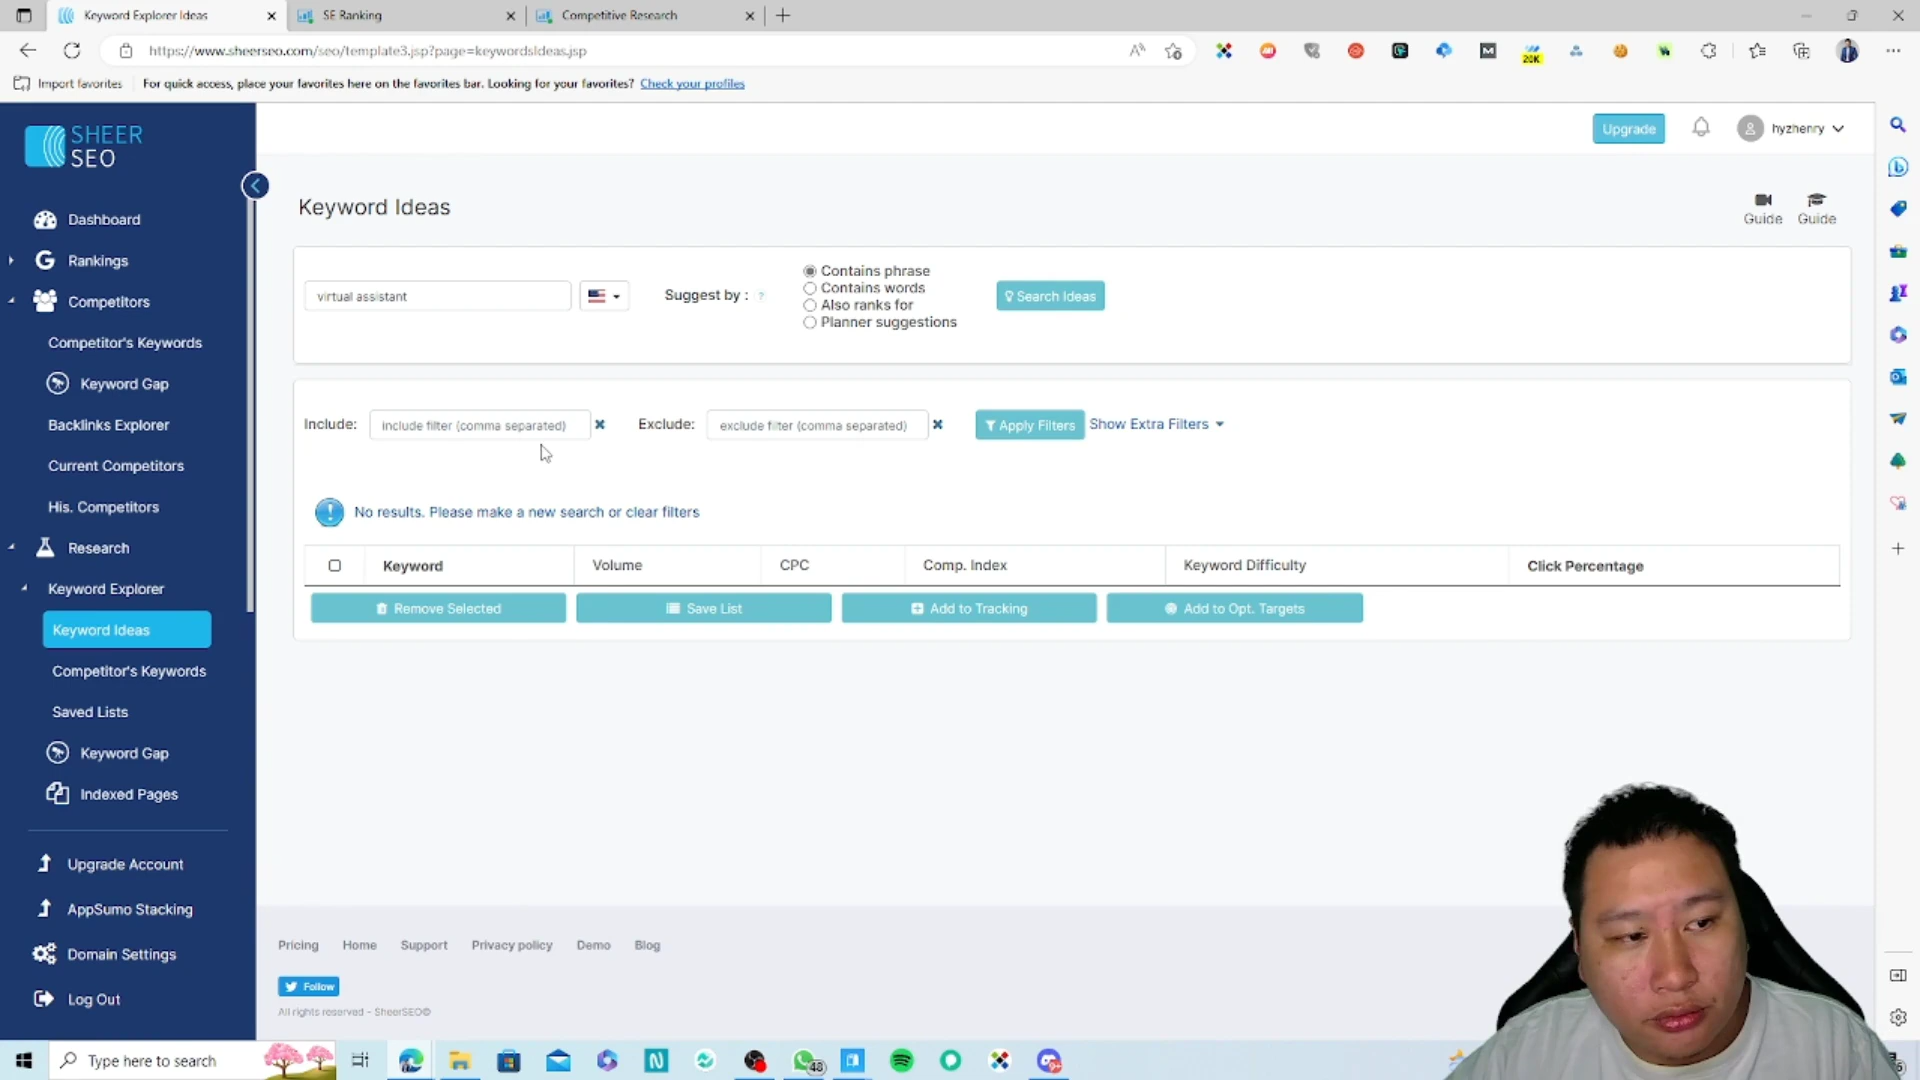 Keyword Explorer Ideas
SE Ranking
Competitive Research
https://www.sheerseo.com/seo/template3.jsp?page=keywordsIdeas.jsp
20K
Import favorites
For quick access, place your favorites here on the favorites bar. Looking for your favorites? Check your profiles
SHEER
SEO
Upgrade
hyzhenry
Dashboard
Rankings
Competitors
Competitor's Keywords
Keyword Gap
Backlinks Explorer
Current Competitors
His. Competitors
Research
Keyword Explorer
Keyword Ideas
Competitor's Keywords
Saved Lists
Keyword Gap
Indexed Pages
Upgrade Account
AppSumo Stacking
Domain Settings
Log Out
Keyword Ideas
Guide
Guide
virtual assistant
Suggest by : ?
Contains phrase
Contains words
Also ranks for
Planner suggestions
Search Ideas
Include: include filter (comma separated)
Exclude: exclude filter (comma separated)
Apply Filters
Show Extra Filters
No results. Please make a new search or clear filters
Keyword Volume CPC Comp. Index Keyword Difficulty Click Percentage
Remove Selected Save List Add to Tracking Add to Opt. Targets
Pricing Home Support Privacy policy Demo Blog
Follow
All rights reserved - SheerSEO©
Type here to search
48